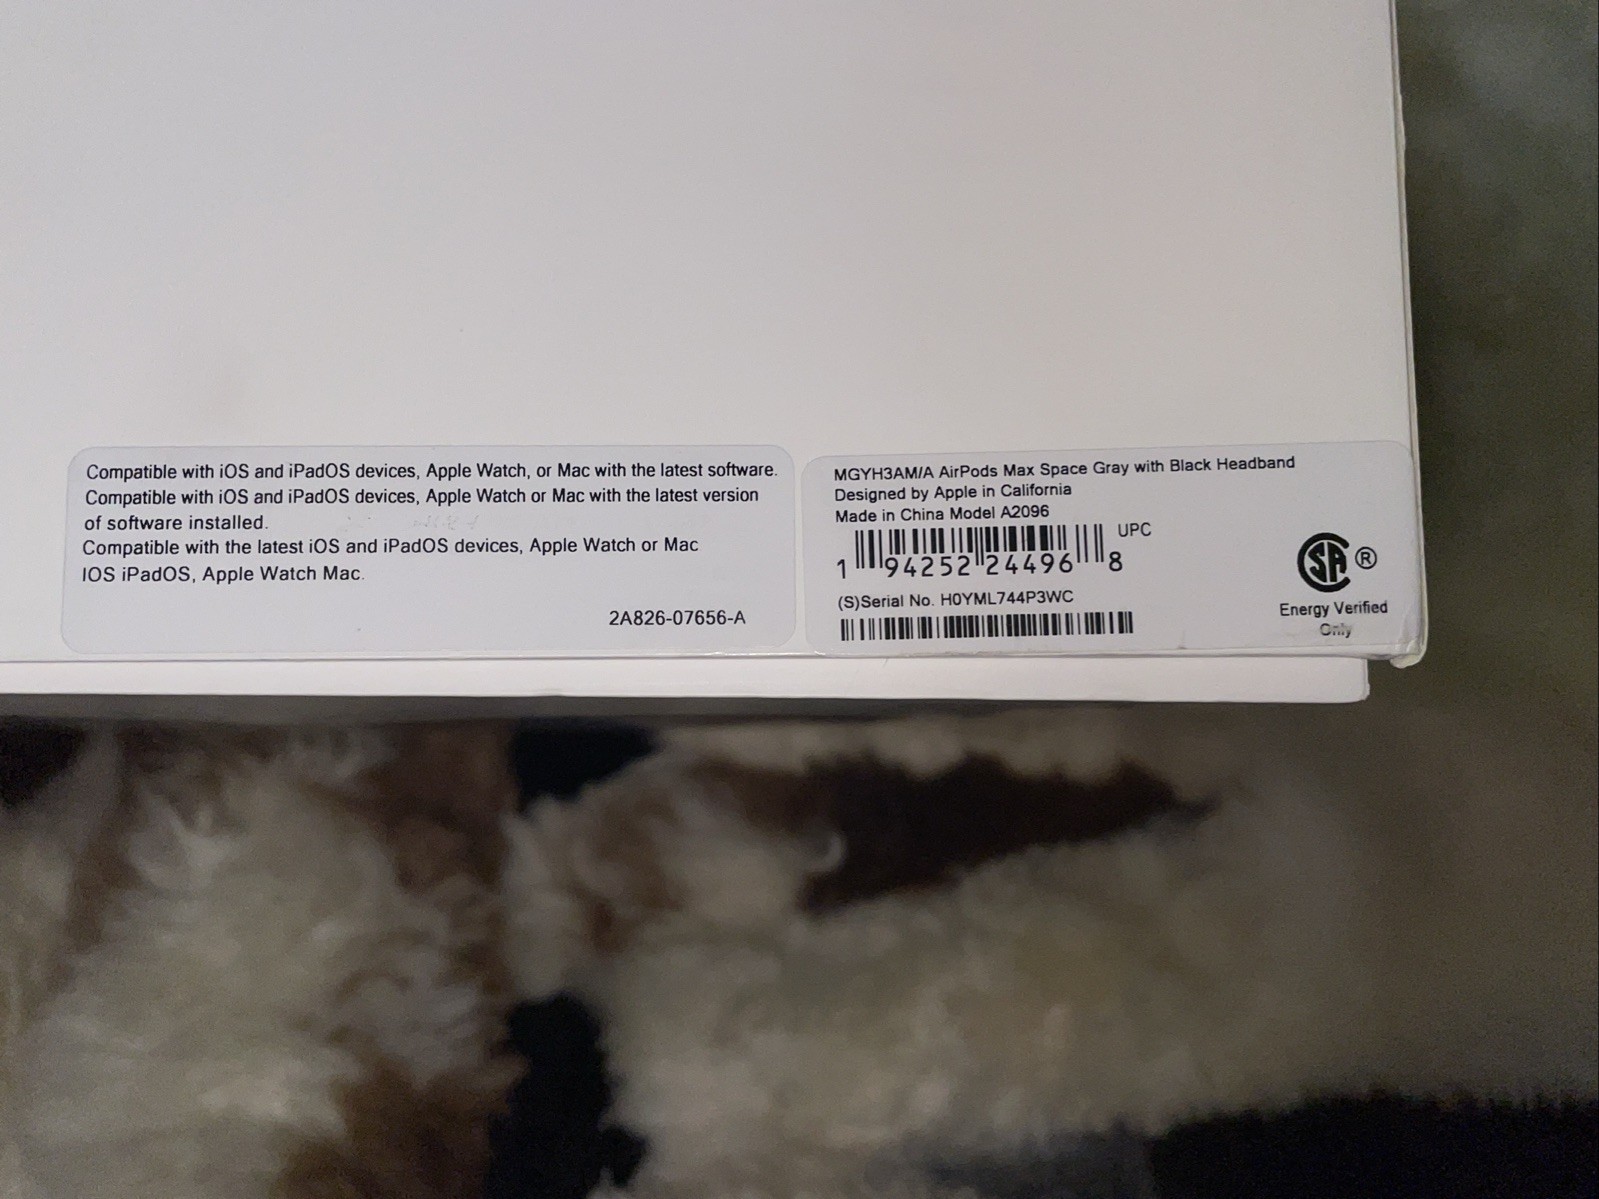 Compatible with iOS and iPadOS devices, Apple Watch, or Mac with the latest software.
Compatible with iOS and iPadOS devices, Apple Watch or Mac with the latest version
of software installed.
Compatible with the latest iOS and iPadOS devices, Apple Watch or Mac
IOS iPadOS, Apple Watch Mac.
2A826-07656-A
MGYH3AM/A AirPods Max Space Gray with Black Headband
Designed by Apple in California
Made in China Model A2096
UPC
1 94252 24496 8
(S)Serial No. H0YML744P3WC
SA ®
Energy Verified
Only